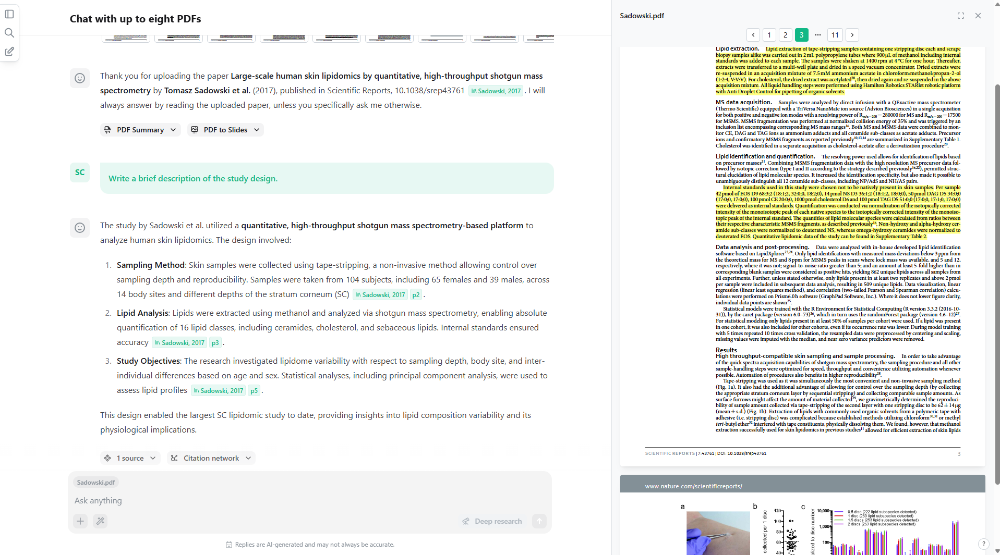 Chat with up to eight PDFs
Thank you for uploading the paper Large-scale human skin lipidomics by quantitative, high-throughput shotgun mass
spectrometry by Tomasz Sadowski et al. (2017), published in Scientific Reports, 10.1038/srep43761 Sadowski, 2017 . I will
always answer by reading the uploaded paper, unless you specifically ask me otherwise.
PDF Summary
PDF to Slides
SC
Write a brief description of the study design.
The study by Sadowski et al. utilized a quantitative, high-throughput shotgun mass spectrometry-based platform to
analyze human skin lipidomics. The design involved:
1. Sampling Method: Skin samples were collected using tape-stripping, a non-invasive method allowing control over
sampling depth and reproducibility. Samples were taken from 104 subjects, including 65 females and 39 males, across
14 body sites and different depths of the stratum corneum (SC) Sadowski, 2017 p2 .
2. Lipid Analysis: Lipids were extracted using methanol and analyzed via shotgun mass spectrometry, enabling absolute
quantification of 16 lipid classes, including ceramides, cholesterol, and sebaceous lipids. Internal standards ensured
accuracy Sadowski, 2017 p3 .
3. Study Objectives: The research investigated lipidome variability with respect to sampling depth, body site, and inter-
individual differences based on age and sex. Statistical analyses, including principal component analysis, were used to
assess lipid profiles Sadowski, 2017 p5 .
This design enabled the largest SC lipidomic study to date, providing insights into lipid composition variability and its
physiological implications.
1 source
Citation network
Sadowski.pdf
Ask anything
Deep research
Replies are AI-generated and may not always be accurate.
Sadowski.pdf
1 2 3 ··· 11
Lipid extraction. Lipid extraction of tape-stripping samples containing one stripping disc each and scrape
biopsy samples alike was carried out in 2 mL polypropylene tubes where 900 μL of methanol including internal
standards was added to each sample. The samples were shaken at 1400 rpm at 4 °C for one hour. Thereafter,
extracts were transferred to a multi-well plate and dried in a speed vacuum concentrator. Dried extracts were
re-suspended in an acquisition mixture of 7.5 mM ammonium acetate in chloroform:methanol:propan-2-ol
(1:2:4, V:V:V). For cholesterol, the dried extract was acetylated20, then dried again and re-suspended in the above
acquisition mixture. All liquid handling steps were performed using Hamilton Robotics STARlet robotic platform
with Anti Droplet Control for pipetting of organic solvents.
MS data acquisition. Samples were analyzed by direct infusion with a QExactive mass spectrometer
(Thermo Scientific) equipped with a TriVersa NanoMate ion source (Advion Biosciences) in a single acquisition
for both positive and negative ion modes with a resolving power of Rm/z=200=280000 for MS and Rm/z=200=17500
for MSMS. MSMS fragmentation was performed at normalized collision energy of 35% and was triggered by an
inclusion list encompassing corresponding MS mass ranges16. Both MS and MSMS data were combined to mon-
itor CE, DAG and TAG ions as ammonium adducts and all ceramide sub-classes as acetate adducts. Precursor
ions and confirmatory MSMS fragments as reported previously10,13,14 are summarized in Supplementary Table 1.
Cholesterol was identified in a separate acquisition as cholesterol-acetate after a derivatization procedure20.
Lipid identification and quantification. The resolving power used allows for identification of lipids based
on precursor masses21. Combining MSMS fragmentation data with the high resolution MS precursor data fol-
lowed by isotopic correction (type I and II according to the strategy described previously16,22), permitted struc-
tural elucidation of lipid molecular species. It increased the identification specificity, but also made it possible to
unambiguously distinguish all 12 ceramide sub-classes; including NP/AdS and NH/AS pairs.
Internal standards used in this study were chosen not to be natively present in skin samples. Per sample
42 pmol of EOS D9 68:3;2 (18:1;2, 32:0;0, 18:2;0), 14 pmol NS D3 36:1;2 (18:1;2, 18:0;0), 50 pmol DAG D5 34:0;0
(17:0;0, 17:0;0), 100 pmol CE 20:0;0, 1000 pmol cholesterol D6 and 100 pmol TAG D5 51:0;0 (17:0;0, 17:1;0, 17:0;0)
were delivered as internal standards. Quantification was conducted via normalization of the isotopically corrected
intensity of the monoisotopic peak of each native species to the isotopically corrected intensity of the monoiso-
topic peak of the internal standard. The quantities of lipid molecular species were calculated from ratios between
their respective characteristic MSMS fragments, as described previously16. Non-hydroxy and alpha-hydroxy cer-
amide sub-classes were normalized to deuterated NS, whereas omega-hydroxy ceramides were normalized to
deuterated EOS. Quantitative lipidomic data of the study can be found in Supplementary Table 2.
Data analysis and post-processing. Data were analyzed with in-house developed lipid identification
software based on LipidXplorer23,24. Only lipid identifications with measured mass deviations below 3 ppm from
the theoretical mass for MS and 8 ppm for MSMS peaks in scans where lock mass was available, and 5 and 12,
respectively, where it was not; signal-to-noise ratio greater than 5; and an amount at least 5-fold higher than in
corresponding blank samples were considered as positive hits, yielding 862 unique lipids across all samples from
all experiments. Further, unless stated otherwise, only lipids present in at least two replicates and above 2 pmol
per sample were included in subsequent data analysis, resulting in 509 unique lipids. Data visualization, linear
regression (linear least squares method), and correlation (two-tailed Pearson and Spearman correlation) calcu-
lations were performed on Prism6.0h software (GraphPad Software, Inc.). Where it does not lower figure clarity,
individual data points are shown25.
Statistical models were trained with the R Environment for Statistical Computing (R version 3.3.2 (2016-10-
31)), by the caret package (version 6.0–73)26, which in turn uses the randomForest package (version 4.6–12)27.
For statistical modeling only lipids present in at least 50% of samples per cohort were used. If a lipid was present
in one cohort, it was also included for other cohorts, even if its occurrence rate was lower. During model training
with 5 times repeated 10 times cross validation, the resampled data were preprocessed by centering and scaling,
missing values were imputed with the median, and near zero variance predictors were removed.
Results
High throughput-compatible skin sampling and sample processing. In order to take advantage
of the quick spectra acquisition capabilities of shotgun mass spectrometry, the sampling procedure and all other
sample-handling steps were optimized for speed, throughput and convenience utilizing automation whenever
possible. Automation of procedures also benefits in higher reproducibility28.
Tape-stripping was used as it was simultaneously the most convenient and non-invasive sampling method
(Fig. 1a). It also had the additional advantage of allowing for control over the sampling depth (by collecting
the appropriate stratum corneum layer by sequential stripping) and collecting comparable sample amounts. As
surface furrows might affect the amount of material collected29, we gravimetrically determined the reproduci-
bility of sample amount collected via tape-stripping of the second layer with one stripping disc to be 62 ± 14 μg
(mean ± s.d.) (Fig. 1b). Extraction of lipids with commonly used organic solvents from a polymeric tape with
adhesive (i.e. stripping disc) was complicated because established methods utilizing chloroform30,31 or methyl
tert-butyl ether32 interfered with tape constituents, physically dissolving them. We found, however, that methanol
extraction successfully used for skin lipidomics in previous studies11 allowed for efficient extraction of skin lipids
SCIENTIFIC REPORTS | 7:43761 | DOI: 10.1038/srep43761
3
www.nature.com/scientificreports/
a
b
collected per 1 disc
120
100
80
60
40
c
alized to disc number
10,000
1,000
100
0.5 disc (222 lipid subspecies detected)
1 disc (250 lipid subspecies detected)
1.5 discs (253 lipid subspecies detected)
2 discs (253 lipid subspecies detected)
?